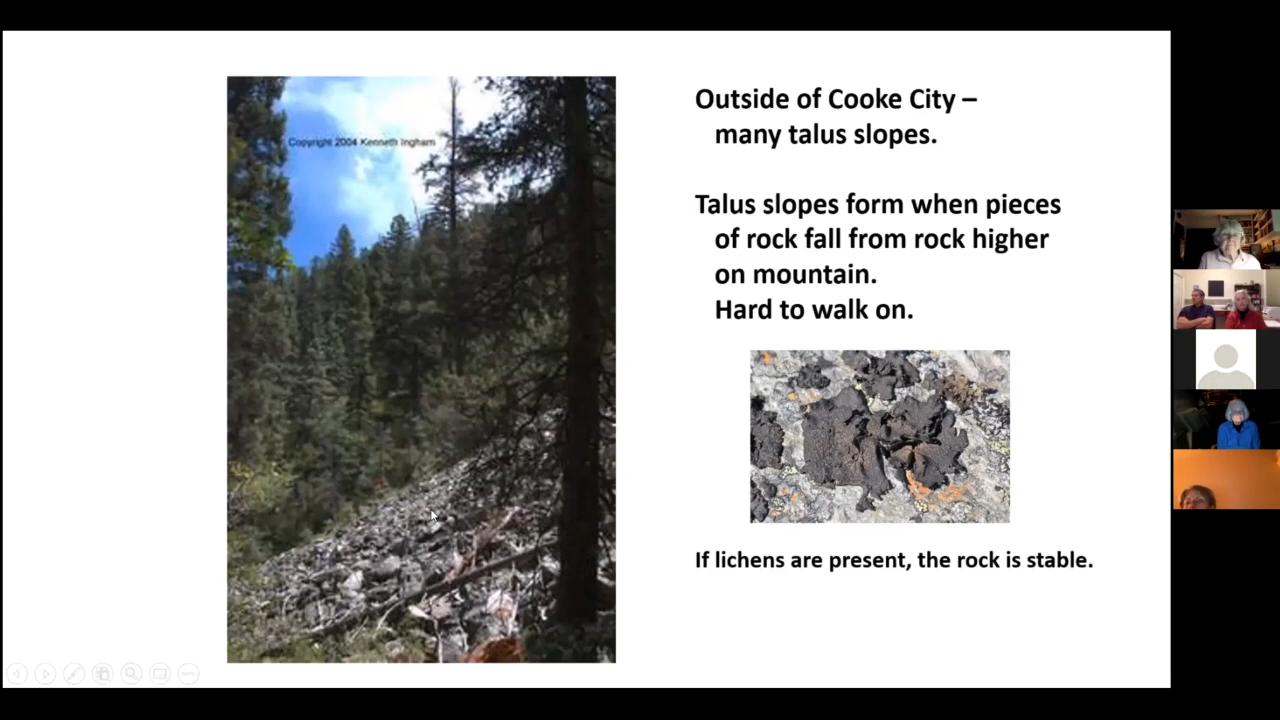 Copyright 2004 Kenneth Ingham
Outside of Cooke City –
many talus slopes.
Talus slopes form when pieces
of rock fall from rock higher
on mountain.
Hard to walk on.
If lichens are present, the rock is stable.